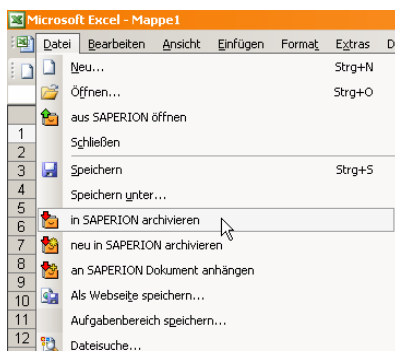 Microsoft Excel - Mappe1
Datei Bearbeiten Ansicht Einfügen Format Extras D
Neu... Strg+N
Öffnen... Strg+O
aus SAPERION öffnen
1
Schließen
2
3 Speichern Strg+S
4 Speichern unter...
5
6 in SAPERION archivieren
7 neu in SAPERION archivieren
8 an SAPERION Dokument anhängen
9
10 Als Webseite speichern...
11 Aufgabenbereich speichern...
12 Dateisuche...